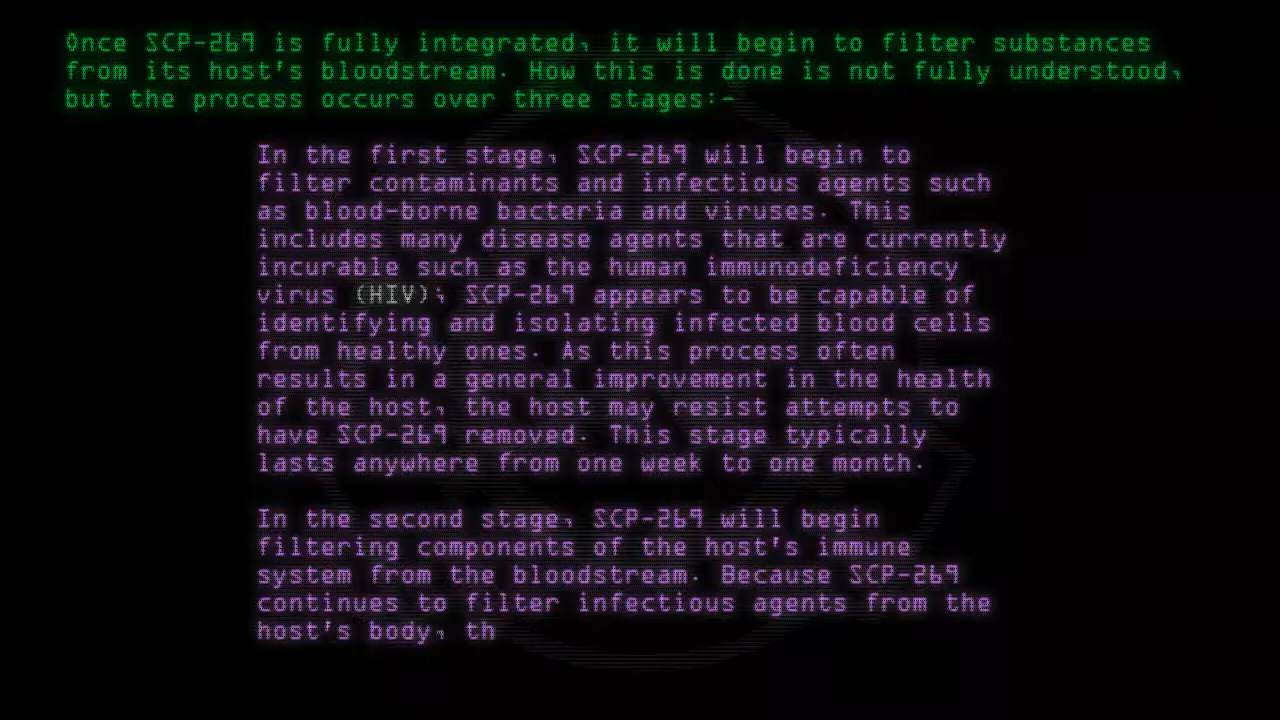 Once SCP-269 is fully integrated, it will begin to filter substances
from its host's bloodstream. How this is done is not fully understood,
but the process occurs over three stages:-
In the first stage, SCP-269 will begin to
filter contaminants and infectious agents such
as blood-borne bacteria and viruses. This
includes many disease agents that are currently
incurable such as the human immunodeficiency
virus (HIV); SCP-269 appears to be capable of
identifying and isolating infected blood cells
from healthy ones. As this process often
results in a general improvement in the health
of the host, the host may resist attempts to
have SCP-269 removed. This stage typically
lasts anywhere from one week to one month.
In the second stage, SCP-269 will begin
filtering components of the host's immune
system from the bloodstream. Because SCP-269
continues to filter infectious agents from the
host's body, th